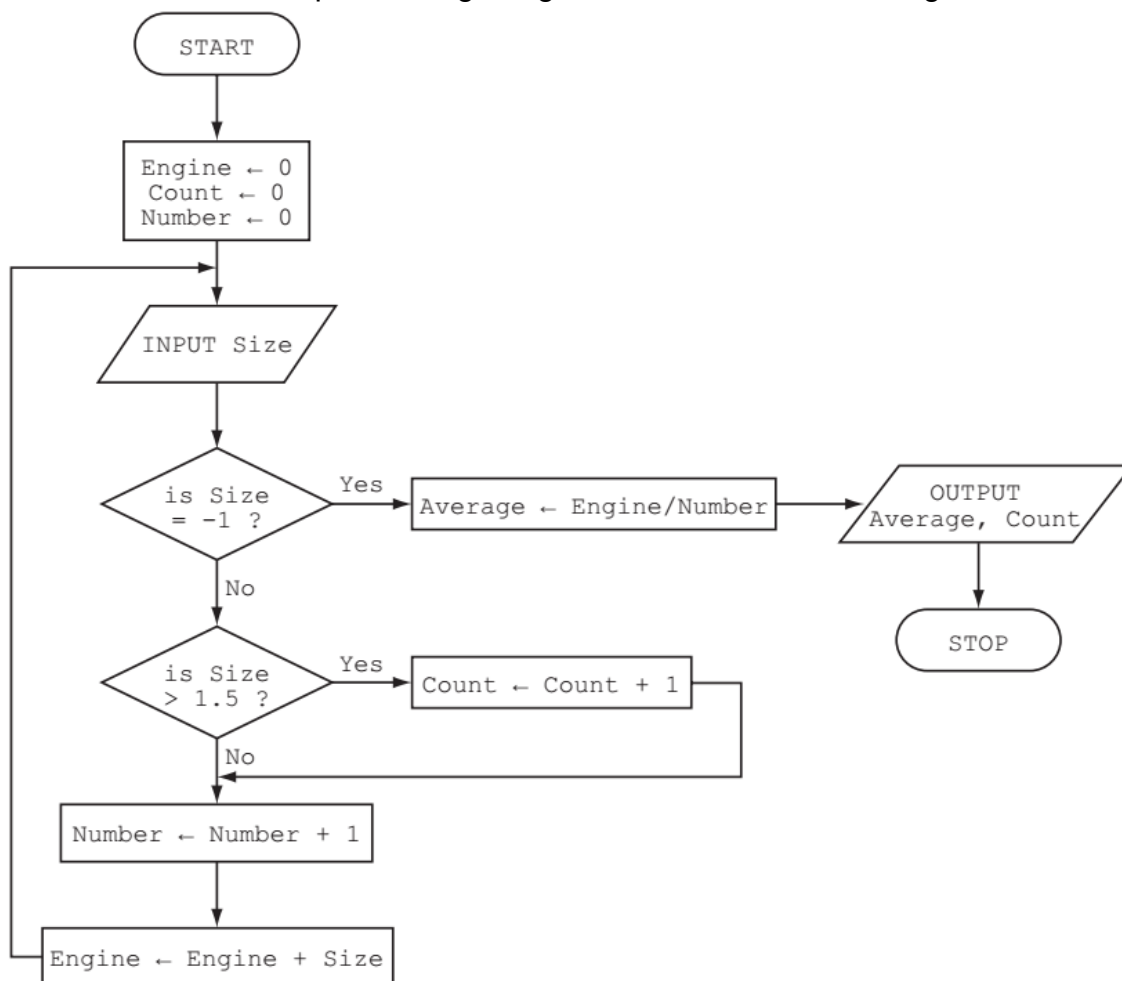 START
Engine ← 0
Count ← 0
Number ← 0
INPUT Size
is Size
= −1 ?
Yes
Average ← Engine/Number
OUTPUT
Average, Count
No
STOP
is Size
> 1.5 ?
Yes
Count ← Count + 1
No
Number ← Number + 1
Engine ← Engine + Size